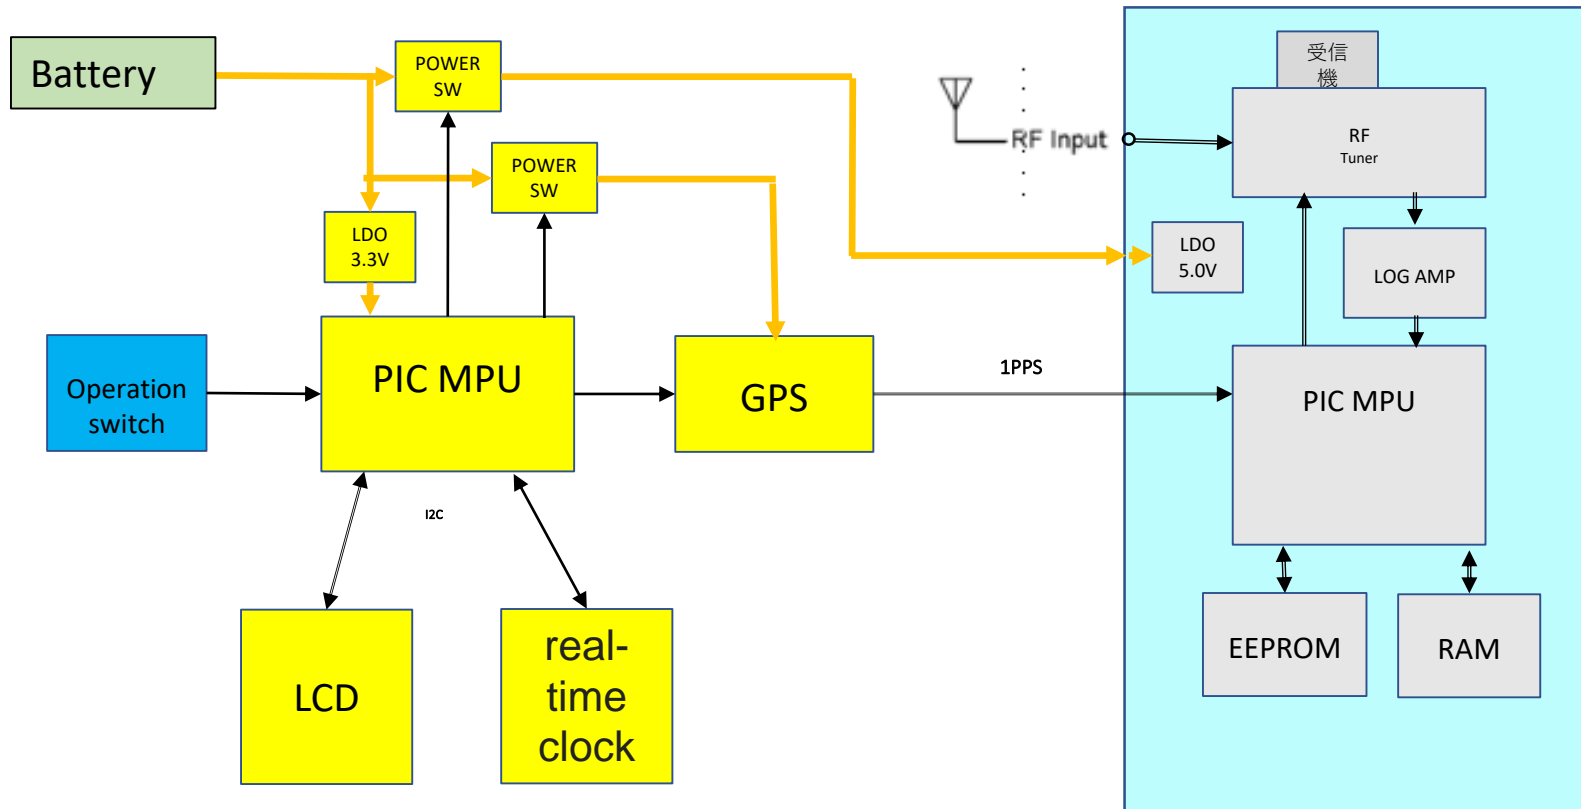 Battery
POWER
SW
POWER
SW
LDO
3.3V
Operation
switch
PIC MPU
GPS
1PPS
I2C
LCD
real-
time
clock
RF Input
受信
機
RF
Tuner
LDO
5.0V
LOG AMP
PIC MPU
EEPROM
RAM